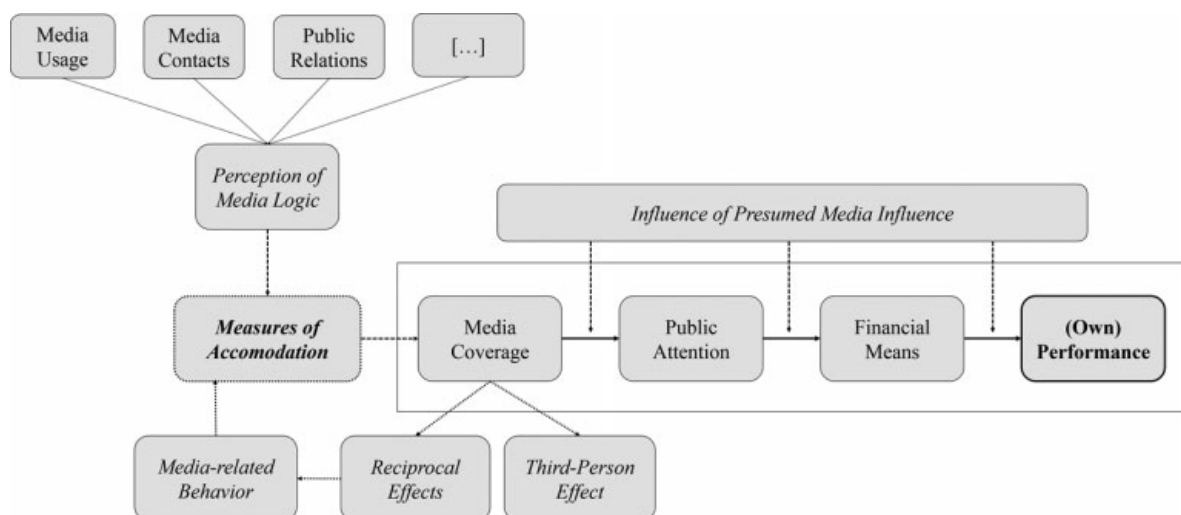 Media
Usage
Media
Contacts
Public
Relations
[…]
Perception of
Media Logic
Influence of Presumed Media Influence
Measures of
Accomodation
Media
Coverage
Public
Attention
Financial
Means
(Own)
Performance
Media-related
Behavior
Reciprocal
Effects
Third-Person
Effect